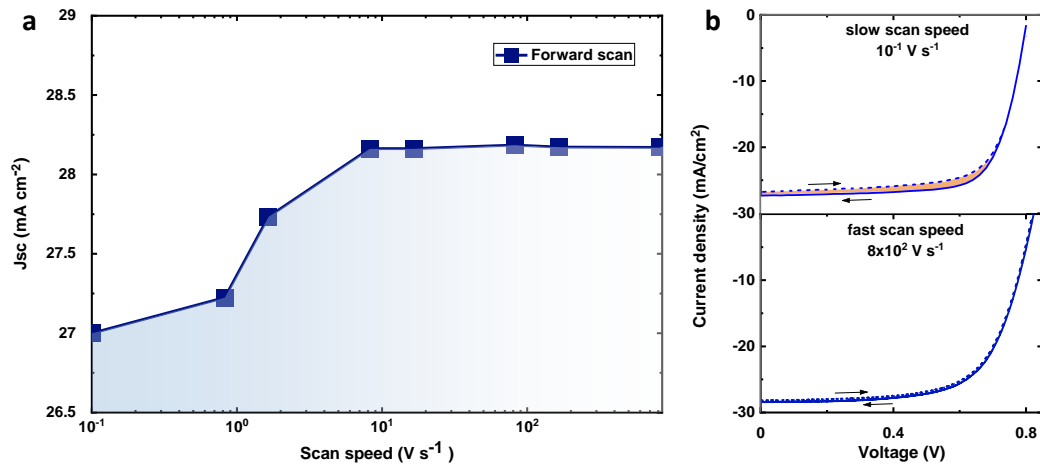 a
Forward scan
29
28.5
28
27.5
27
26.5
Jsc (mA cm⁻²)
10⁻¹
10⁰
10¹
10²
Scan speed (V s⁻¹)
b
slow scan speed
10⁻¹ V s⁻¹
0
-10
-20
-30
fast scan speed
8x10² V s⁻¹
-10
-20
-30
Current density (mA/cm²)
0
0.4
0.8
Voltage (V)